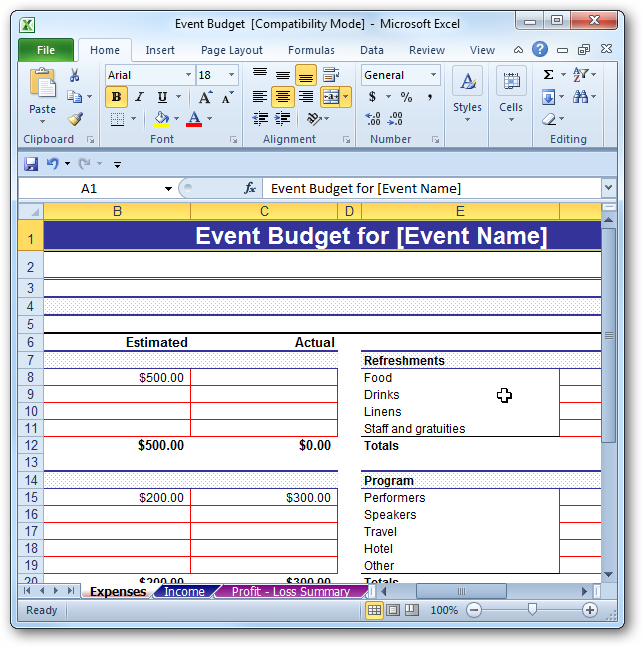 Event Budget [Compatibility Mode] - Microsoft Excel
File Home Insert Page Layout Formulas Data Review View
Arial 18 General
Paste B I U A A $ % , Styles Cells Σ
.00 .0 A
Clipboard Font Alignment Number Editing
A1 fx Event Budget for [Event Name]
B C D E
1 Event Budget for [Event Name]
2
3
4
5
6 Estimated Actual
7 Refreshments
8 $500.00 Food
9 Drinks
10 Linens
11 Staff and gratuities
12 $500.00 $0.00 Totals
13
14 Program
15 $200.00 $300.00 Performers
16 Speakers
17 Travel
18 Hotel
19 Other
20 $200.00 $300.00 Totals
Expenses Income Profit - Loss Summary
Ready 100%